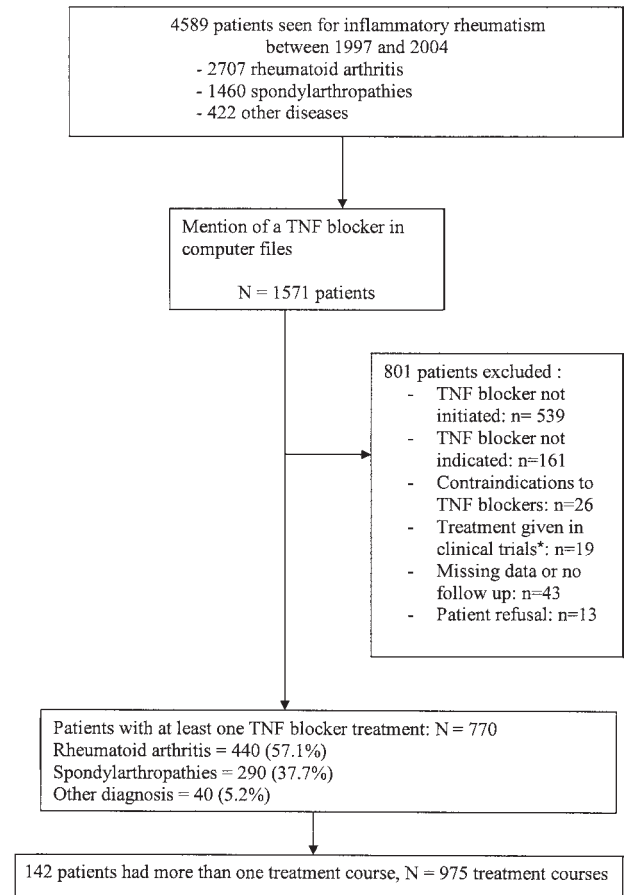 4589 patients seen for inflammatory rheumatism
between 1997 and 2004
- 2707 rheumatoid arthritis
- 1460 spondylarthropathies
- 422 other diseases
Mention of a TNF blocker in
computer files
N = 1571 patients
801 patients excluded :
- TNF blocker not
initiated: n= 539
- TNF blocker not
indicated: n=161
- Contraindications to
TNF blockers: n=26
- Treatment given in
clinical trials*: n=19
- Missing data or no
follow up: n=43
- Patient refusal: n=13
Patients with at least one TNF blocker treatment: N = 770
Rheumatoid arthritis = 440 (57.1%)
Spondylarthropathies = 290 (37.7%)
Other diagnosis = 40 (5.2%)
142 patients had more than one treatment course, N = 975 treatment courses